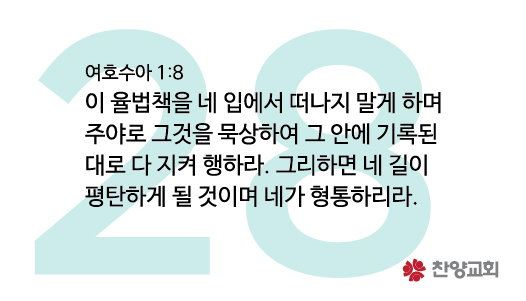 28
여호수아 1:8
이 율법책을 네 입에서 떠나지 말게 하며
주야로 그것을 묵상하여 그 안에 기록된
대로 다 지켜 행하라. 그리하면 네 길이
평탄하게 될 것이며 네가 형통하리라.
찬양교회